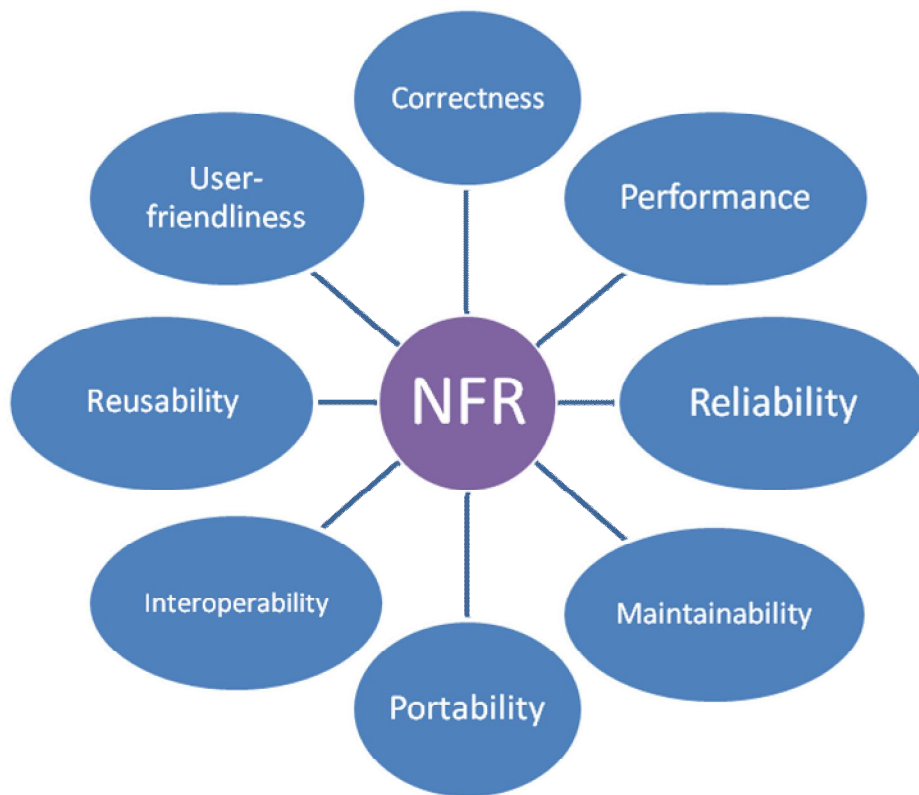 Correctness
User-
friendliness
Performance
Reusability
NFR
Reliability
Interoperability
Maintainability
Portability